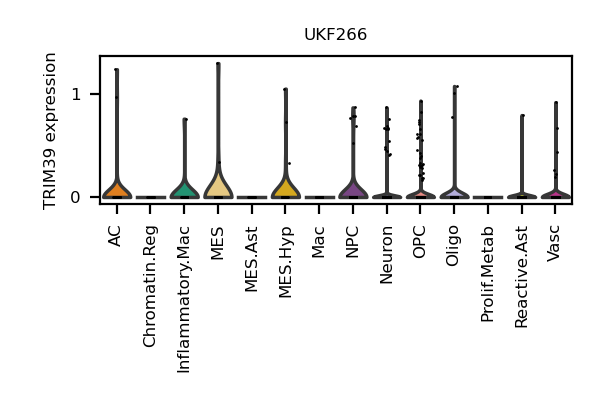 UKF266
TRIM39 expression
1
0
AC
Chromatin.Reg
Inflammatory.Mac
MES
MES.Ast
MES.Hyp
Mac
NPC
Neuron
OPC
Oligo
Prolif.Metab
Reactive.Ast
Vasc